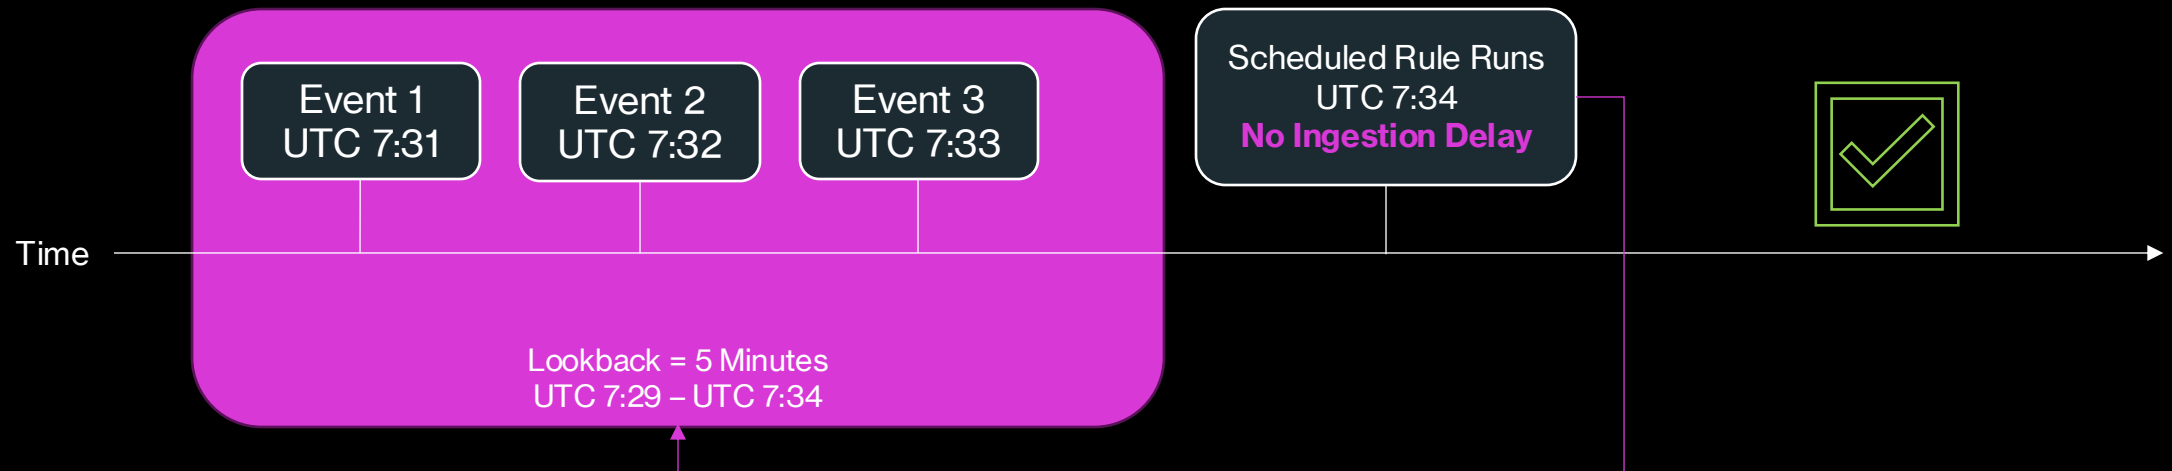 Event 1
UTC 7:31
Event 2
UTC 7:32
Event 3
UTC 7:33
Scheduled Rule Runs
UTC 7:34
No Ingestion Delay
Time
Lookback = 5 Minutes
UTC 7:29 – UTC 7:34